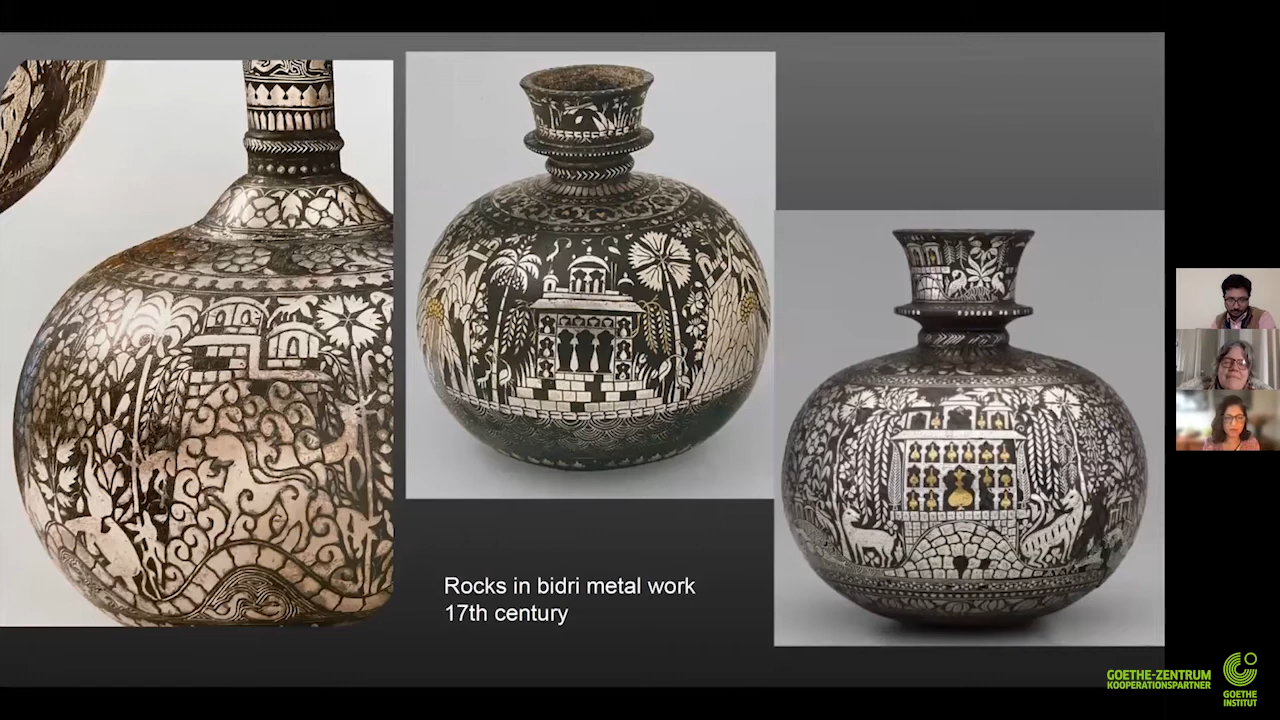 Rocks in bidri metal work
17th century
GOETHE-ZENTRUM
KOOPERATIONSPARTNER
GOETHE
INSTITUT